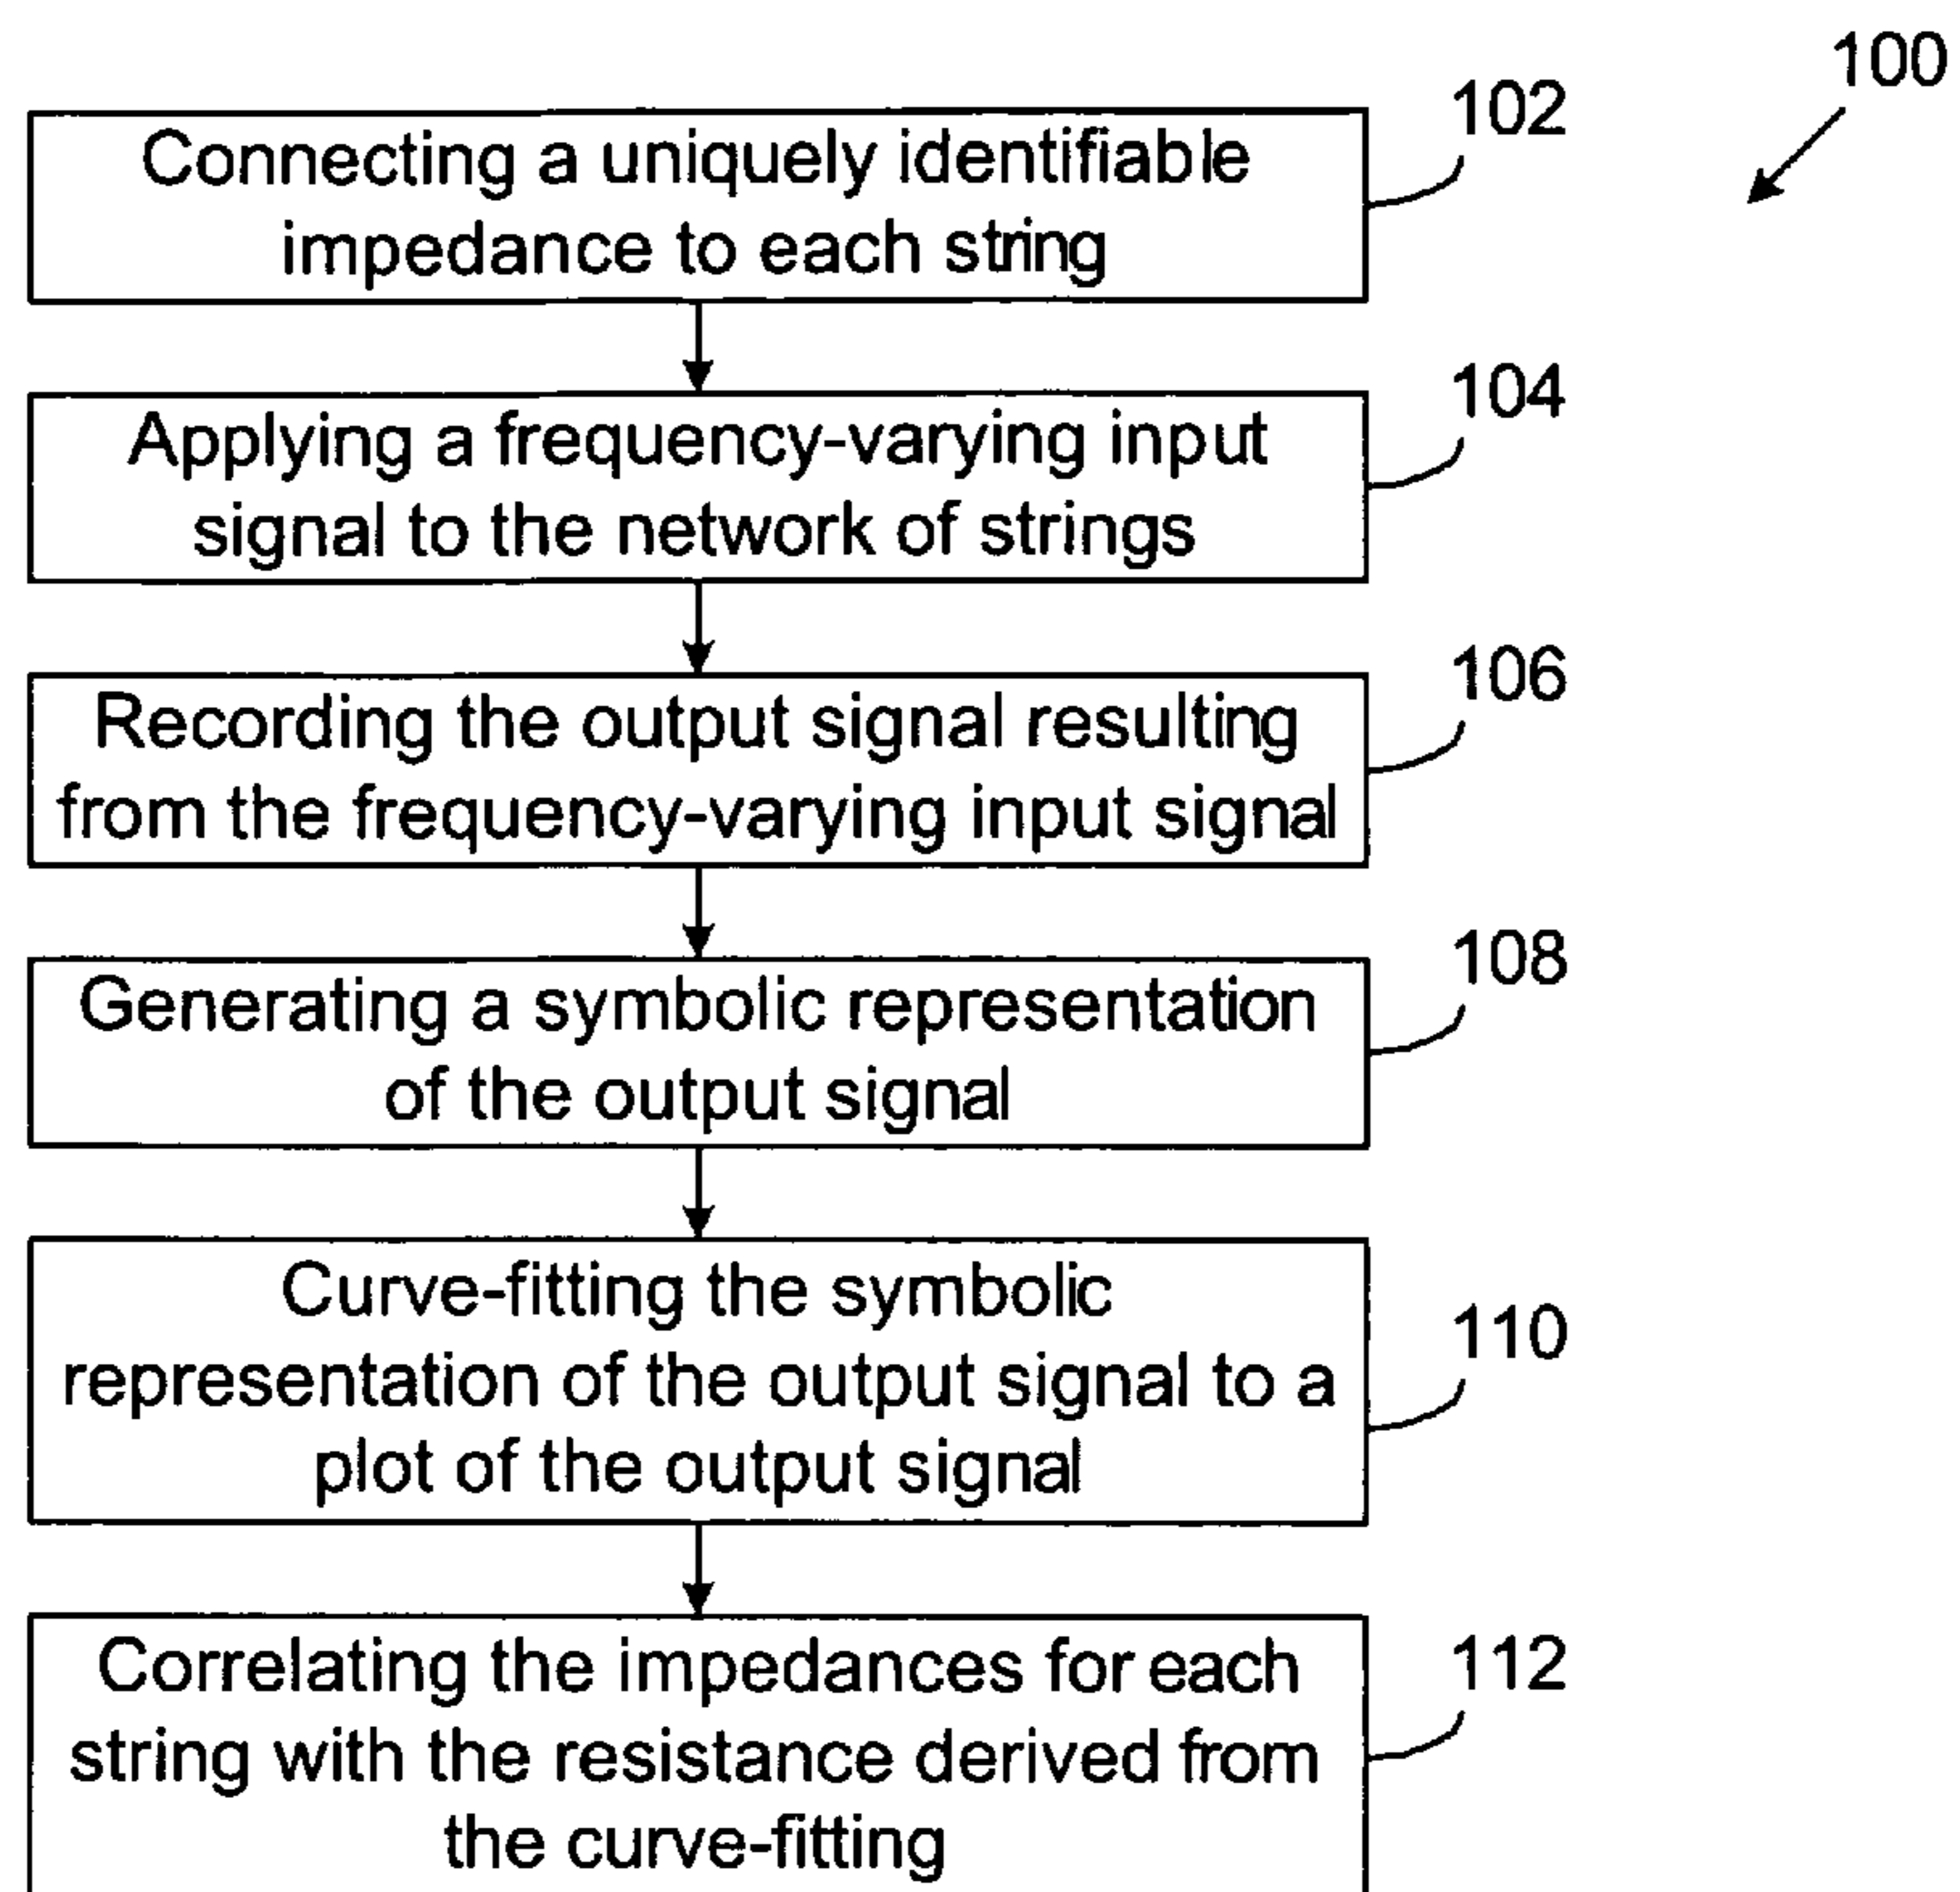 100
102
Connecting a uniquely identifiable
impedance to each string
104
Applying a frequency-varying input
signal to the network of strings
106
Recording the output signal resulting
from the frequency-varying input signal
108
Generating a symbolic representation
of the output signal
110
Curve-fitting the symbolic
representation of the output signal to a
plot of the output signal
112
Correlating the impedances for each
string with the resistance derived from
the curve-fitting